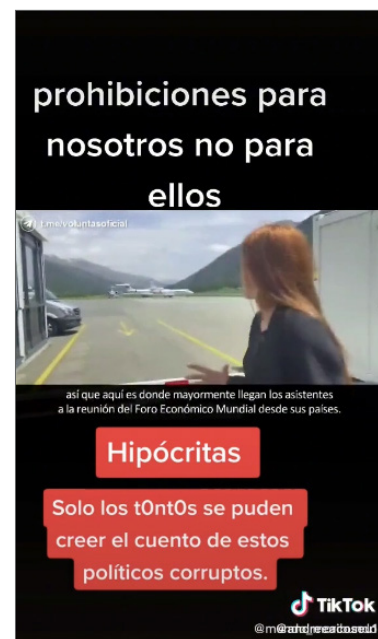 prohibiciones para
nosotros no para
ellos
t.me/voluntasoficial
así que aquí es donde mayormente llegan los asistentes
a la reunión del Foro Económico Mundial desde sus países.
Hipócritas
Solo los t0nt0s se puden
creer el cuento de estos
políticos corruptos.
TikTok